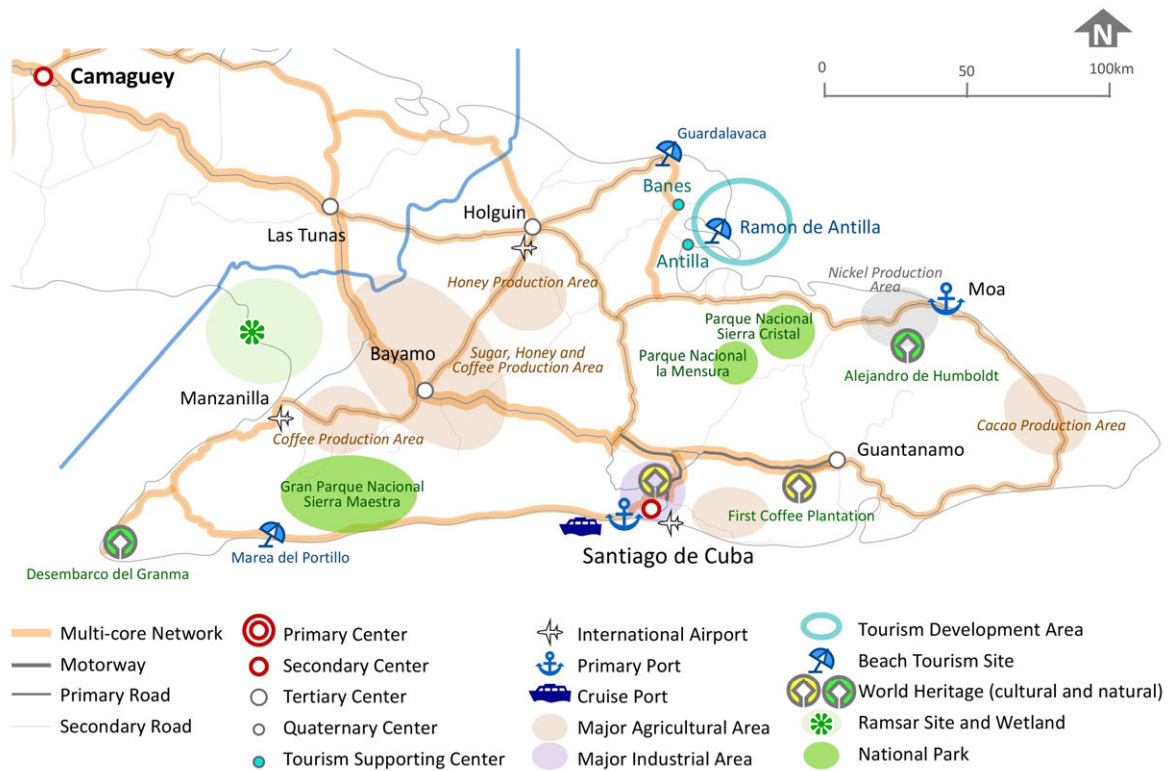 N
0
50
100km
Camaguey
Guardalavaca
Banes
Holguin
Las Tunas
Ramon de Antilla
Antilla
Honey Production Area
Nickel Production
Area
Moa
Parque Nacional
Sierra Cristal
Parque Nacional
la Mensura
Bayamo
Sugar, Honey and
Coffee Production Area
Alejandro de Humboldt
Manzanilla
Coffee Production Area
Cacao Production Area
Guantanamo
Gran Parque Nacional
Sierra Maestra
First Coffee Plantation
Marea del Portillo
Santiago de Cuba
Desembarco del Granma
Multi-core Network
Motorway
Primary Road
Secondary Road
Primary Center
Secondary Center
Tertiary Center
Quaternary Center
Tourism Supporting Center
International Airport
Primary Port
Cruise Port
Major Agricultural Area
Major Industrial Area
Tourism Development Area
Beach Tourism Site
World Heritage (cultural and natural)
Ramsar Site and Wetland
National Park